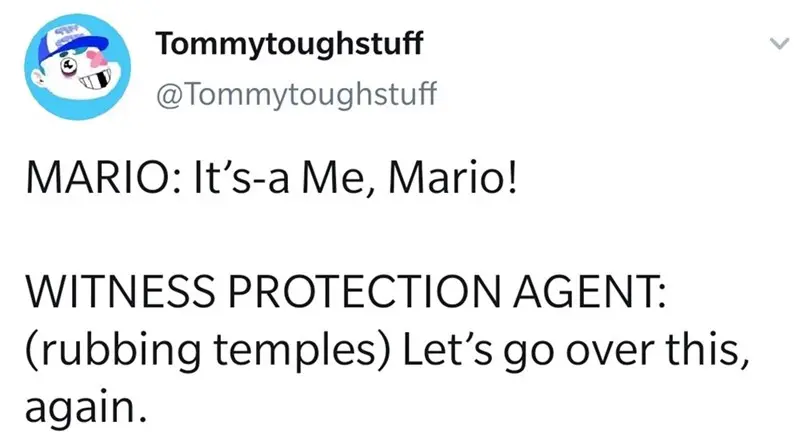 Tommytoughstuff
@Tommytoughstuff
MARIO: It’s-a Me, Mario!
WITNESS PROTECTION AGENT:
(rubbing temples) Let’s go over this,
again.